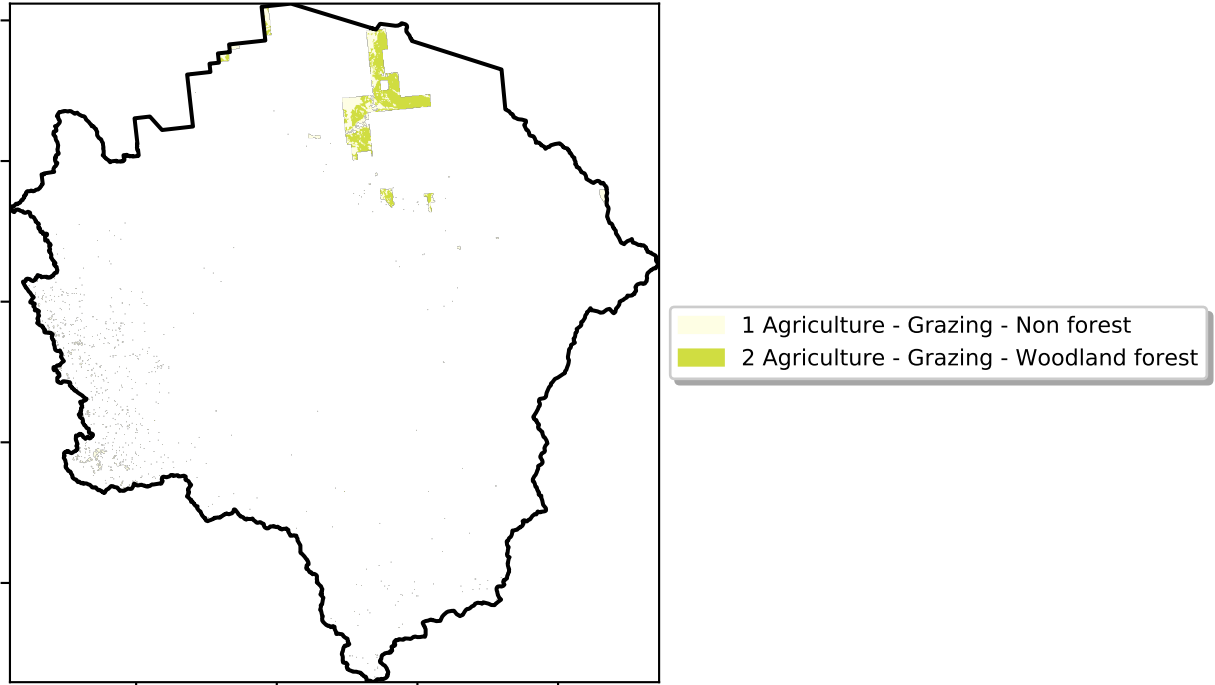 1 Agriculture - Grazing - Non forest
2 Agriculture - Grazing - Woodland forest